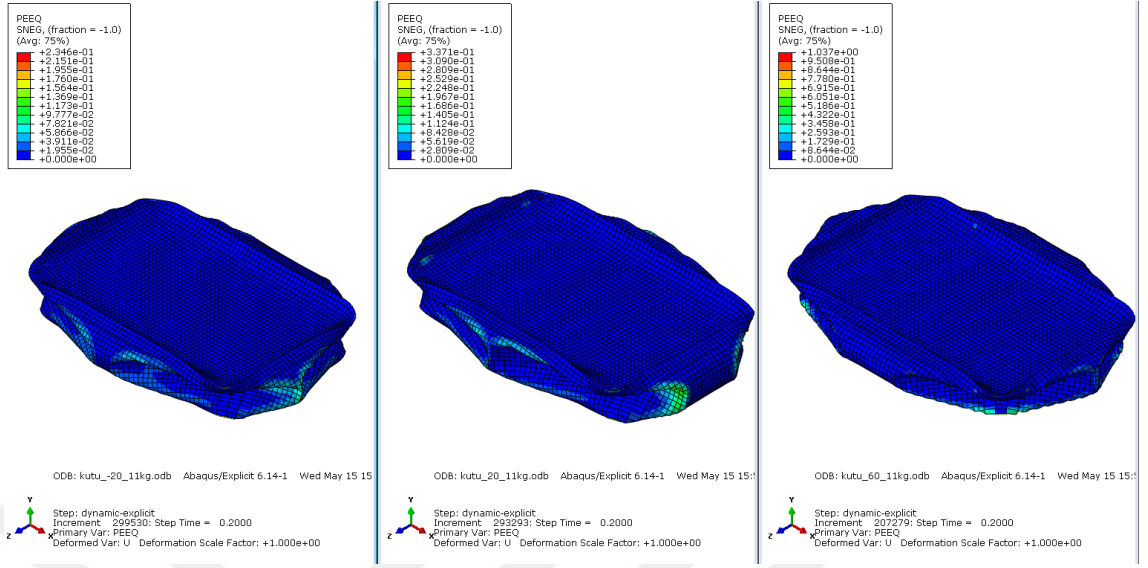 PEEQ
SNEG, (fraction = -1.0)
(Avg: 75%)
+2.346e-01
+2.151e-01
+1.955e-01
+1.760e-01
+1.564e-01
+1.369e-01
+1.173e-01
+9.777e-02
+7.821e-02
+5.866e-02
+3.911e-02
+1.955e-02
+0.000e+00
ODB: kutu_-20_11kg.odb Abaqus/Explicit 6.14-1 Wed May 15 15
Y
Z
X
Step: dynamic-explicit
Increment 299530: Step Time = 0.2000
Primary Var: PEEQ
Deformed Var: U Deformation Scale Factor: +1.000e+00
PEEQ
SNEG, (fraction = -1.0)
(Avg: 75%)
+3.371e-01
+3.090e-01
+2.809e-01
+2.529e-01
+2.248e-01
+1.967e-01
+1.686e-01
+1.405e-01
+1.124e-01
+8.428e-02
+5.619e-02
+2.809e-02
+0.000e+00
ODB: kutu_20_11kg.odb Abaqus/Explicit 6.14-1 Wed May 15 15:
Y
Z
X
Step: dynamic-explicit
Increment 293293: Step Time = 0.2000
Primary Var: PEEQ
Deformed Var: U Deformation Scale Factor: +1.000e+00
PEEQ
SNEG, (fraction = -1.0)
(Avg: 75%)
+1.037e+00
+9.508e-01
+8.644e-01
+7.780e-01
+6.915e-01
+6.051e-01
+5.186e-01
+4.322e-01
+3.458e-01
+2.593e-01
+1.729e-01
+8.644e-02
+0.000e+00
ODB: kutu_60_11kg.odb Abaqus/Explicit 6.14-1 Wed May 15 15:
Y
Z
X
Step: dynamic-explicit
Increment 207279: Step Time = 0.2000
Primary Var: PEEQ
Deformed Var: U Deformation Scale Factor: +1.000e+00